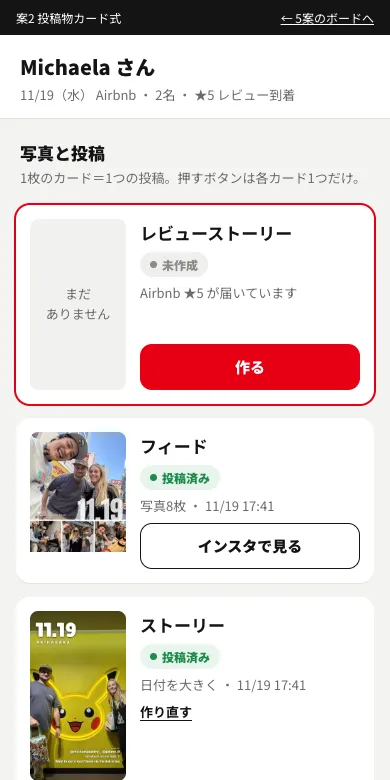 案2 投稿物カード式
← 5案のボードへ
Michaela さん
11/19（水） Airbnb ・ 2名 ・ ★5 レビュー到着
写真と投稿
1枚のカード＝1つの投稿。押すボタンは各カード1つだけ。
まだ
ありません
レビューストーリー
未作成
Airbnb ★5 が届いています
作る
11.19
フィード
投稿済み
写真8枚 ・ 11/19 17:41
インスタで見る
11.19
ストーリー
投稿済み
日付を大きく ・ 11/19 17:41
作り直す